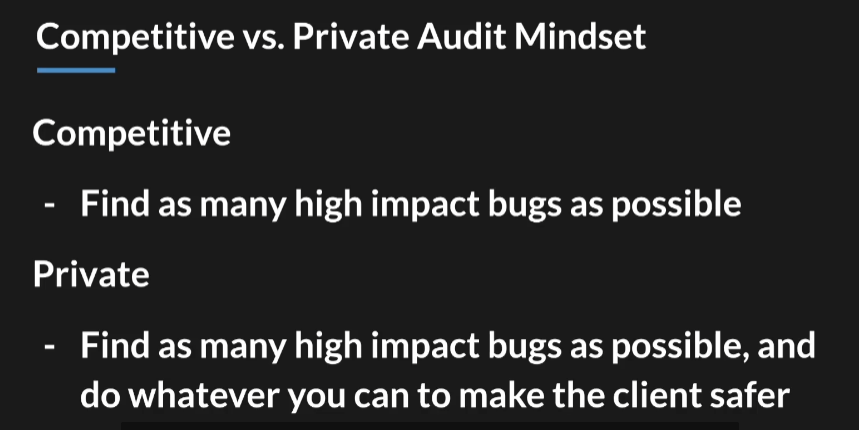 Competitive vs. Private Audit Mindset
Competitive
- Find as many high impact bugs as possible
Private
- Find as many high impact bugs as possible, and
do whatever you can to make the client safer